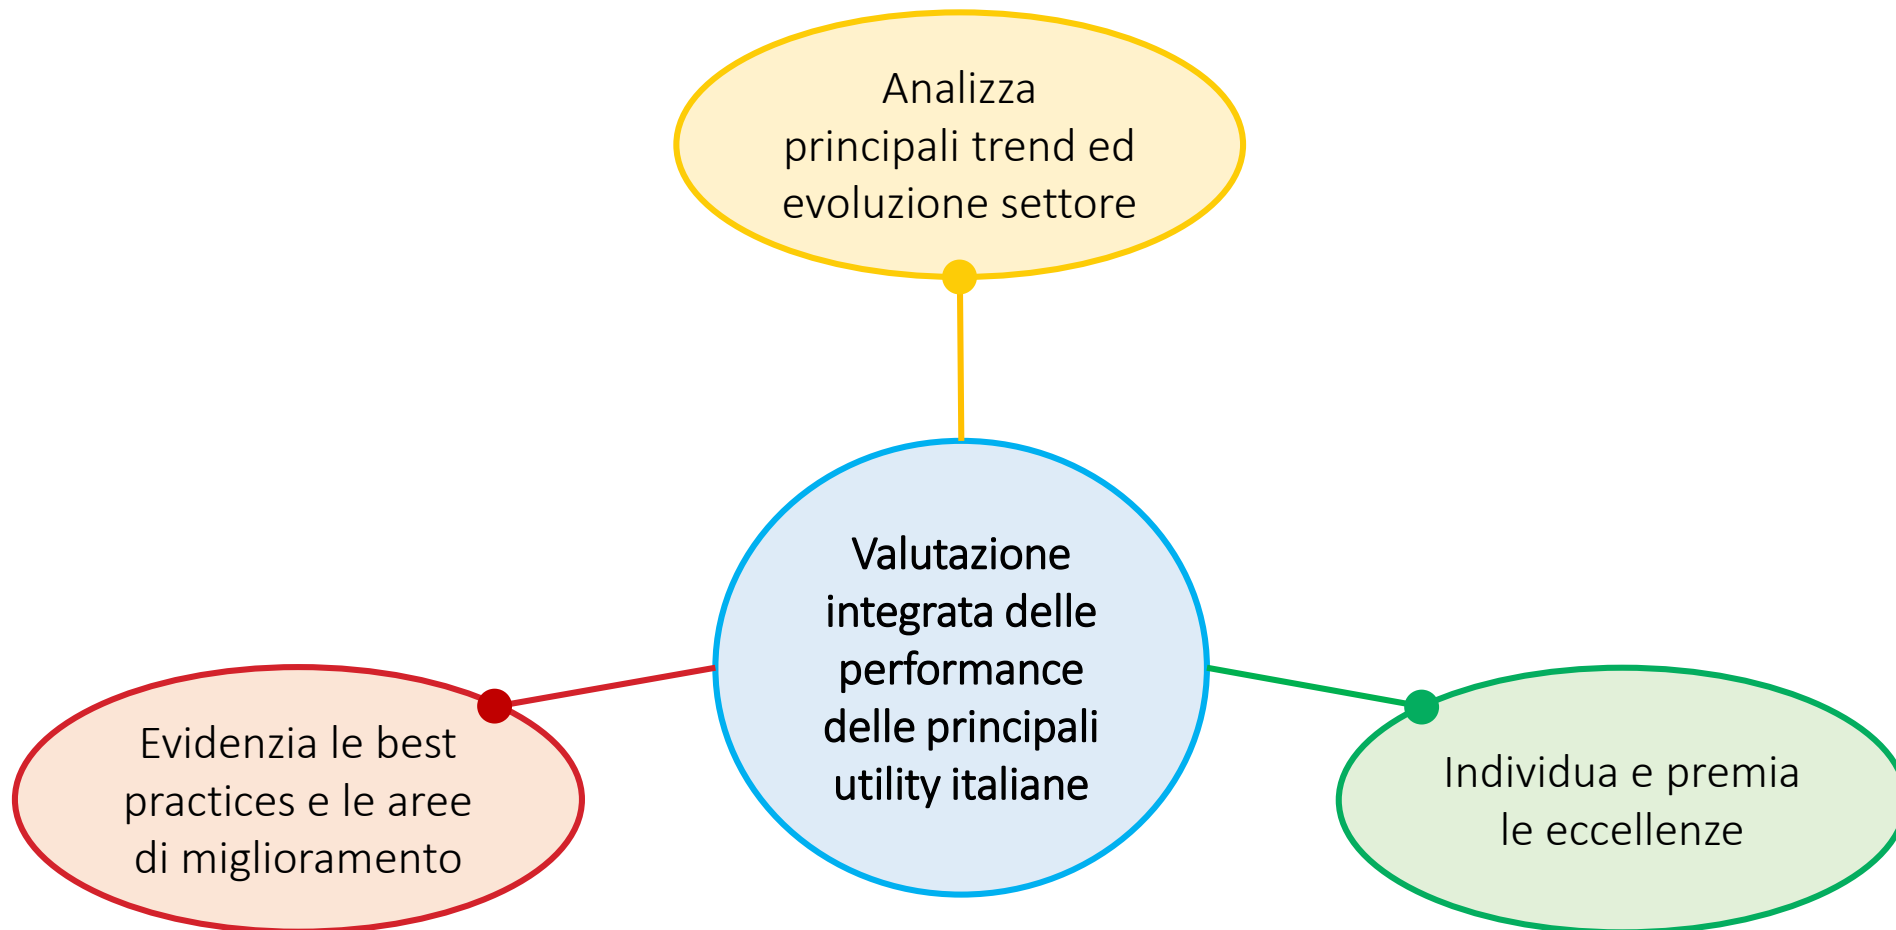 Analizza
principali trend ed
evoluzione settore
Valutazione
integrata delle
performance
delle principali
utility italiane
Evidenzia le best
practices e le aree
di miglioramento
Individua e premia
le eccellenze